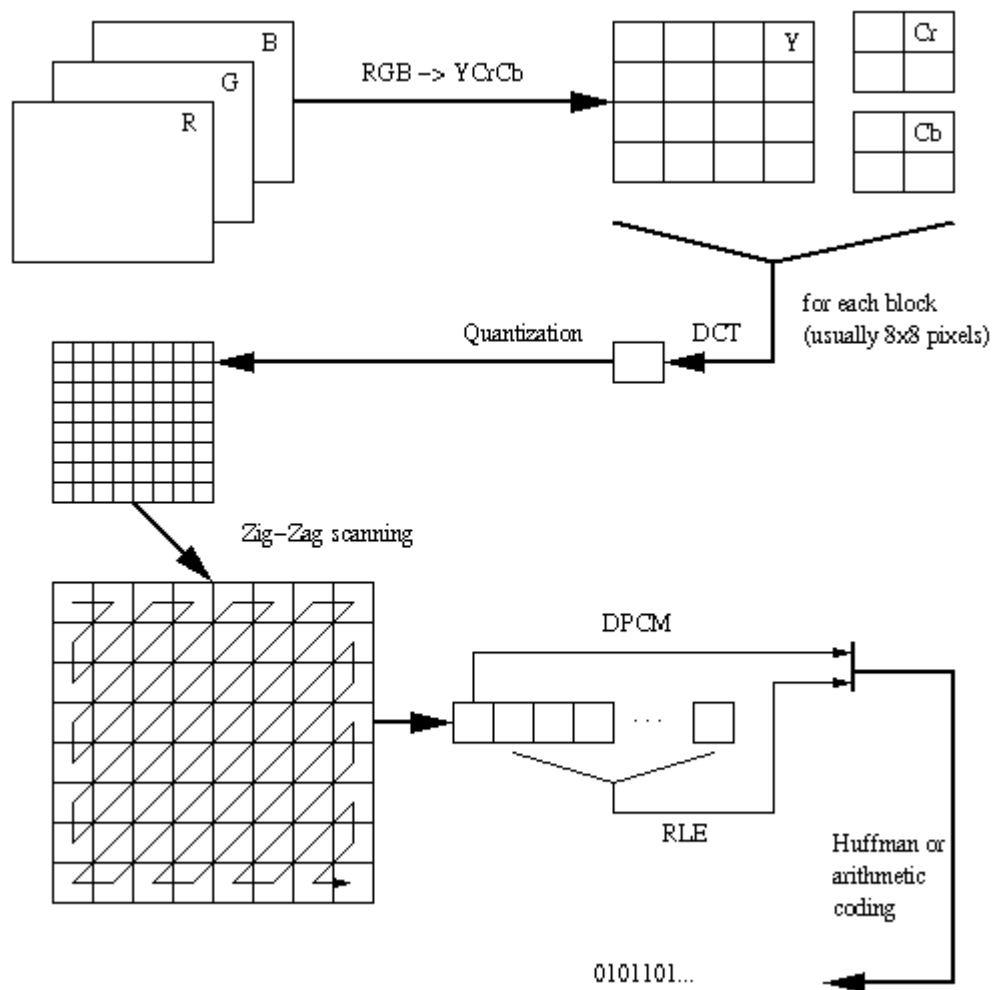 B
G
R
RGB -> YCrCb
Y
Cr
Cb
for each block
(usually 8x8 pixels)
DCT
Quantization
Zig-Zag scanning
DPCM
. . .
RLE
Huffman or
arithmetic
coding
0101101...